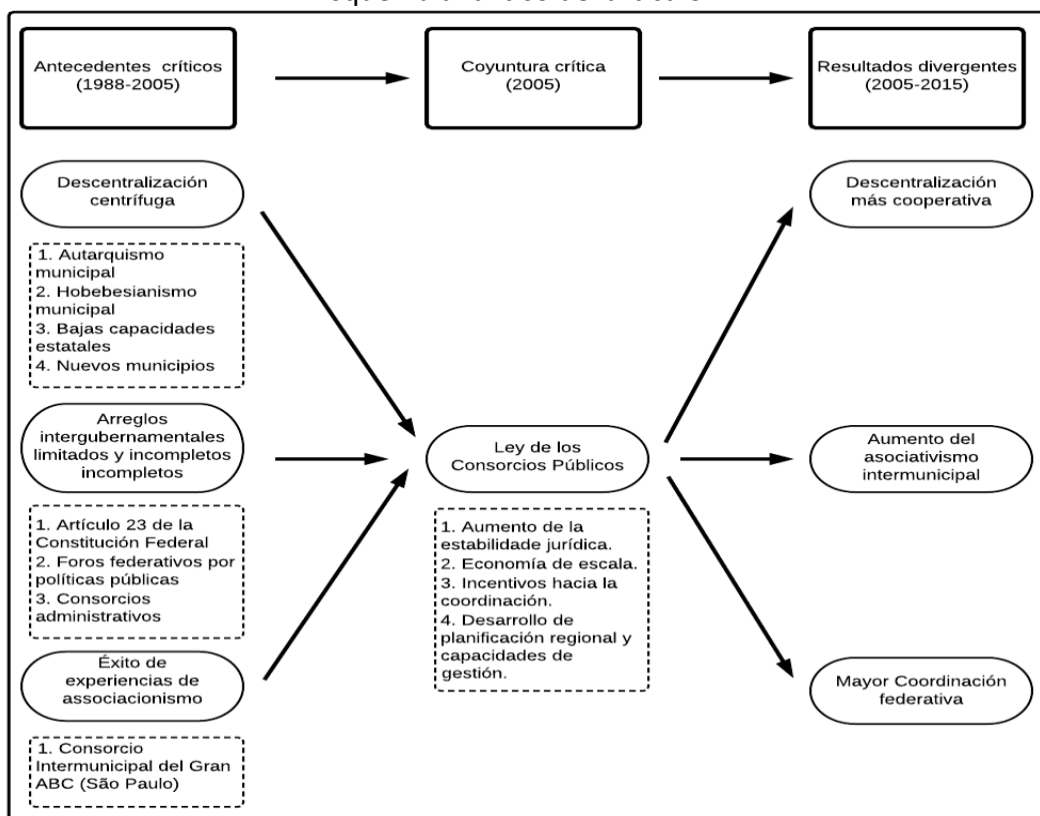 Antecedentes críticos
(1988-2005)
Coyuntura crítica
(2005)
Resultados divergentes
(2005-2015)
Descentralización
centrífuga
1. Autarquismo
municipal
2. Hobebesianismo
municipal
3. Bajas capacidades
estatales
4. Nuevos municipios
Arreglos
intergubernamentales
limitados y incompletos
incompletos
1. Artículo 23 de la
Constitución Federal
2. Foros federativos por
políticas públicas
3. Consorcios
administrativos
Éxito de
experiencias de
associacionismo
1. Consorcio
Intermunicipal del Gran
ABC (São Paulo)
Ley de los
Consorcios Públicos
1. Aumento de la
estabilidade jurídica.
2. Economía de escala.
3. Incentivos hacia la
coordinación.
4. Desarrollo de
planificación regional y
capacidades de
gestión.
Descentralización
más cooperativa
Aumento del
asociativismo
intermunicipal
Mayor Coordinación
federativa